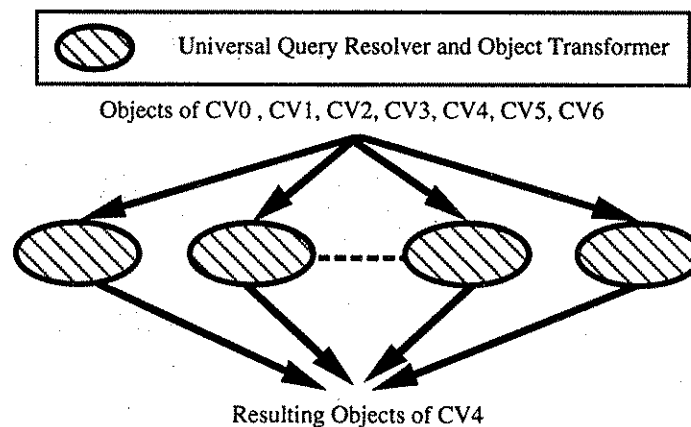 Universal Query Resolver and Object Transformer
Objects of CV0 , CV1, CV2, CV3, CV4, CV5, CV6
Resulting Objects of CV4